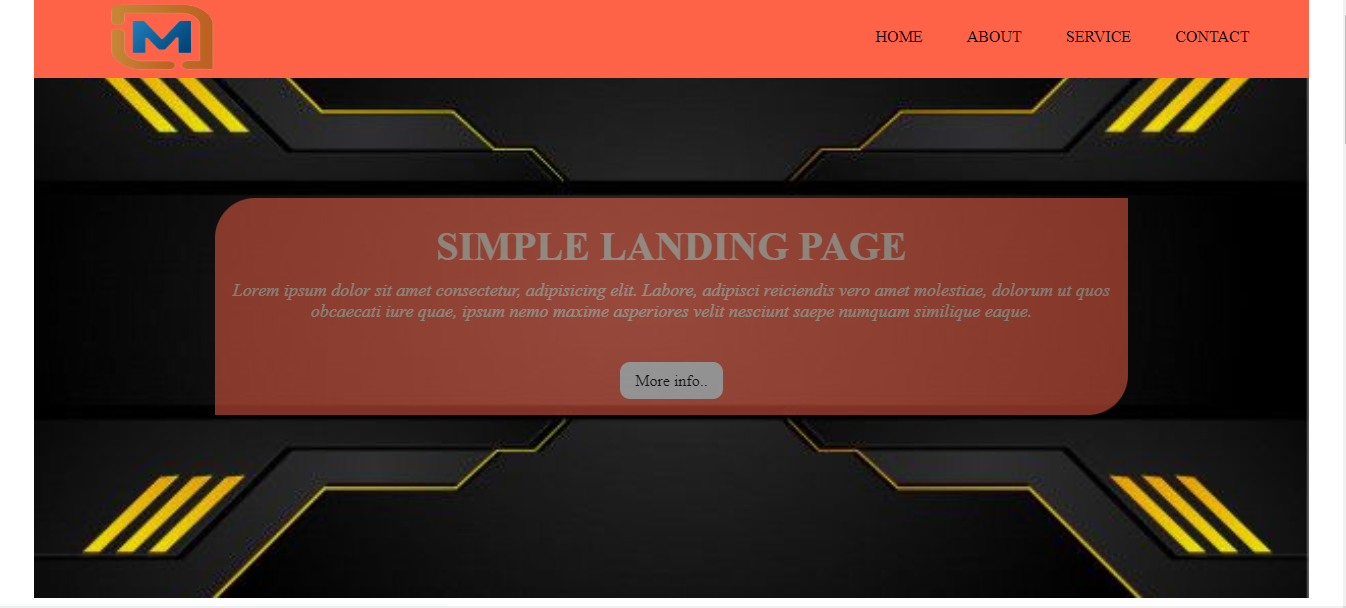 M
HOME ABOUT SERVICE CONTACT
SIMPLE LANDING PAGE
Lorem ipsum dolor sit amet consectetur, adipisicing elit. Labore, adipisci reiciendis vero amet molestiae, dolorum ut quos
obcaecati iure quae, ipsum nemo maxime asperiores velit nesciunt saepe numquam similique eaque.
More info..